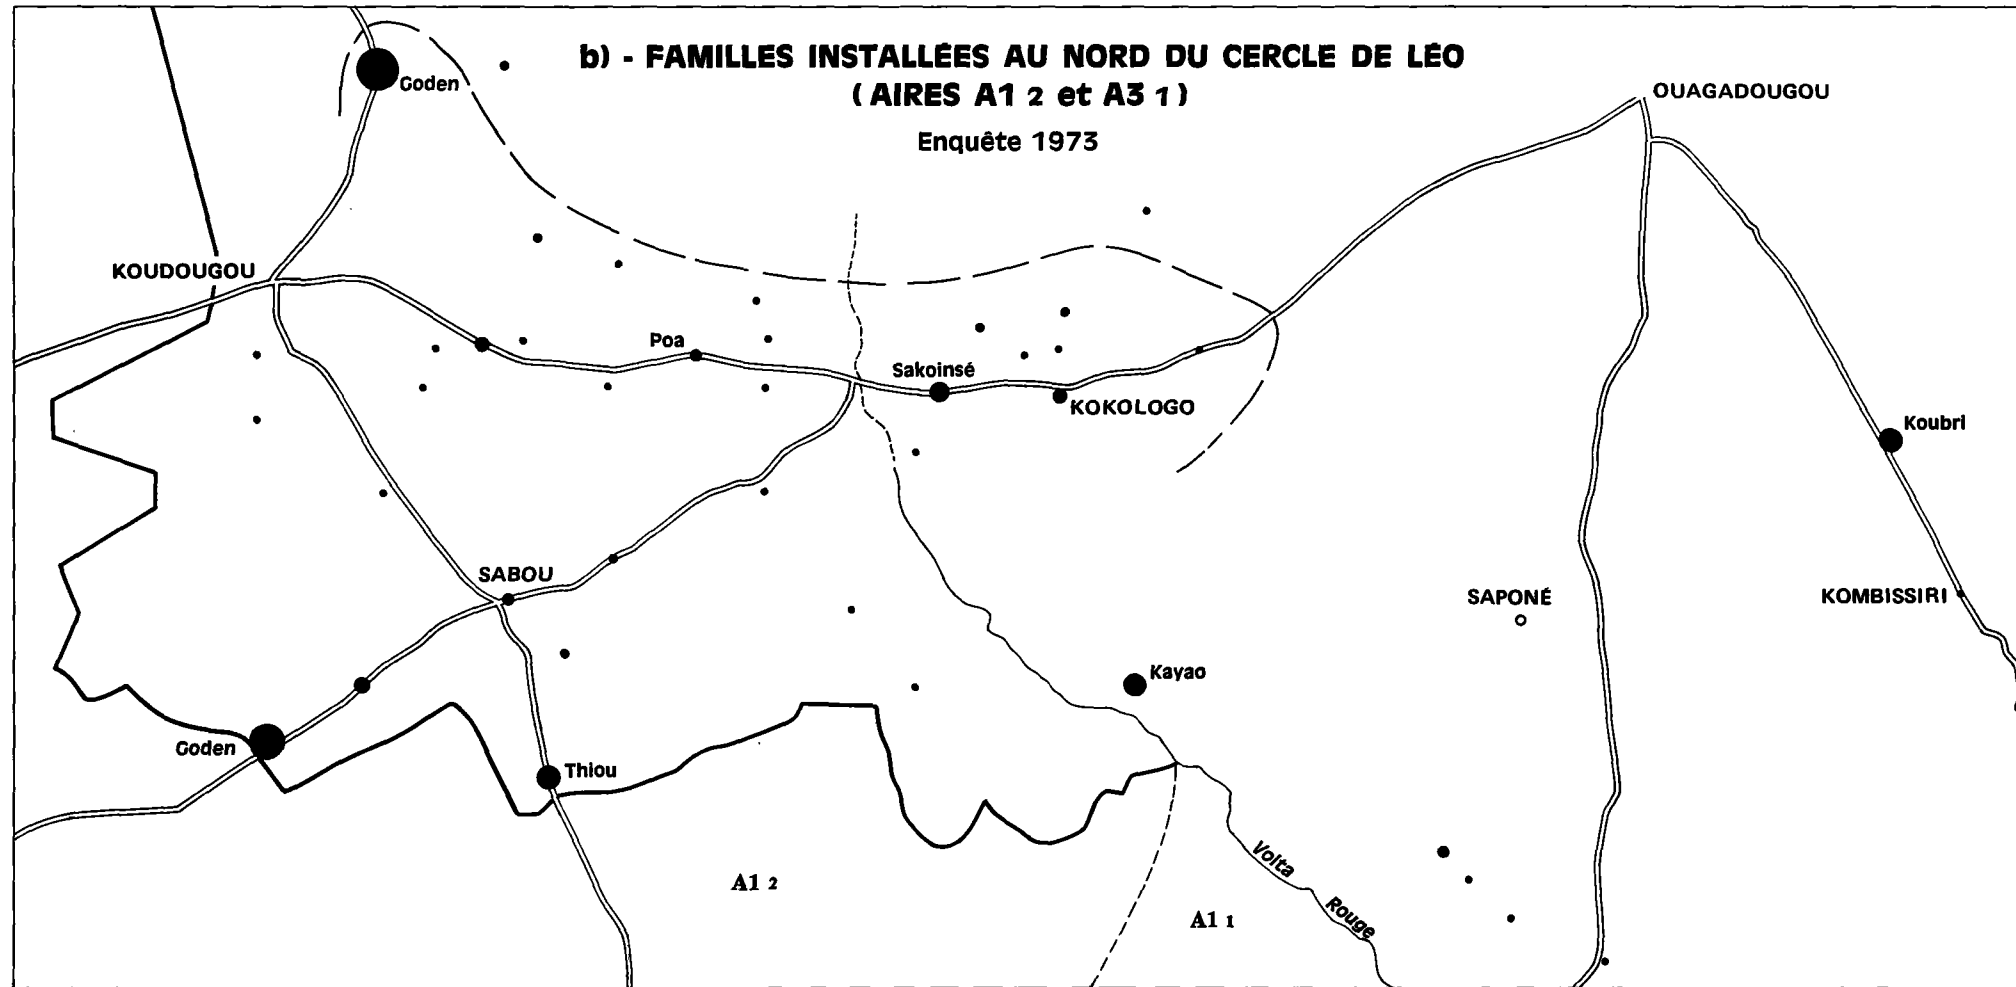 b) - FAMILLES INSTALLÉES AU NORD DU CERCLE DE LÉO
(AIRES A1 2 et A3 1)
Enquête 1973
Goden
OUAGADOUGOU
KOUDOUGOU
Poa
Sakoinsé
KOKOLOGO
Koubri
SABOU
SAPONÉ
KOMBISSIRI
Kayao
Goden
Thiou
A1 2
A1 1
Volta
Rouge